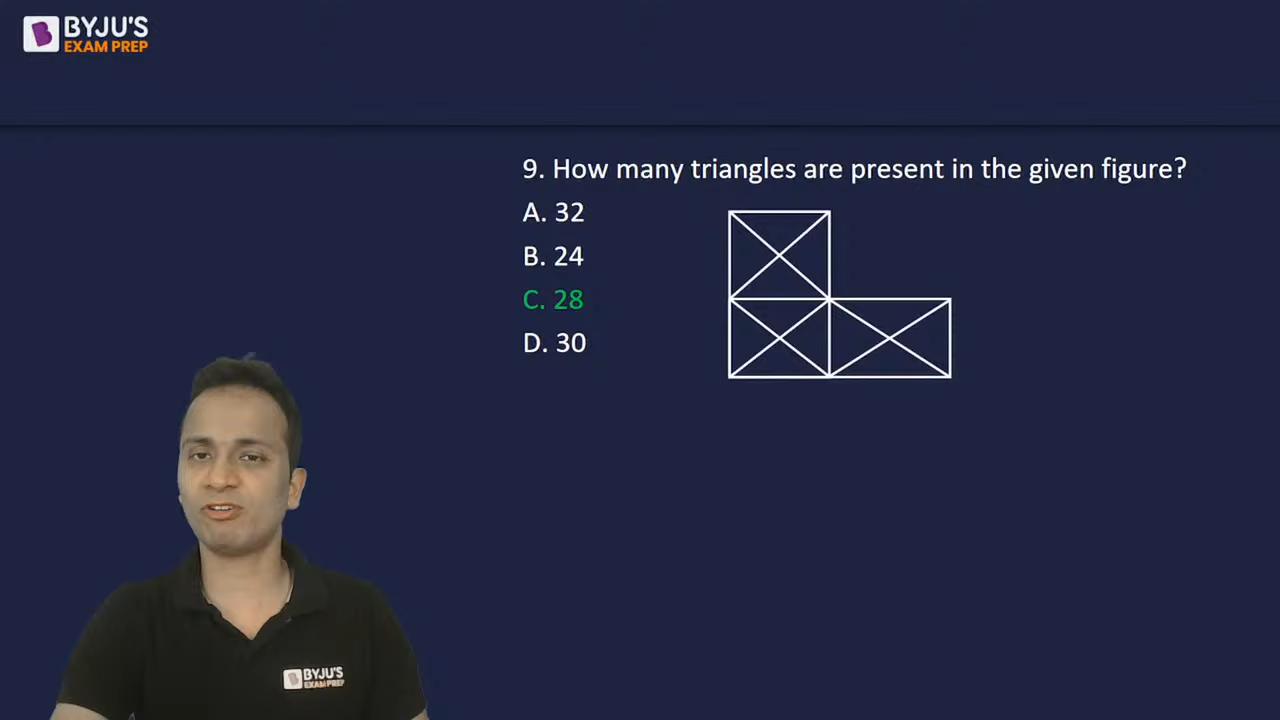 BYJU'S
EXAM PREP
9. How many triangles are present in the given figure?
A. 32
B. 24
C. 28
D. 30
BYJU'S
EXAM PREP